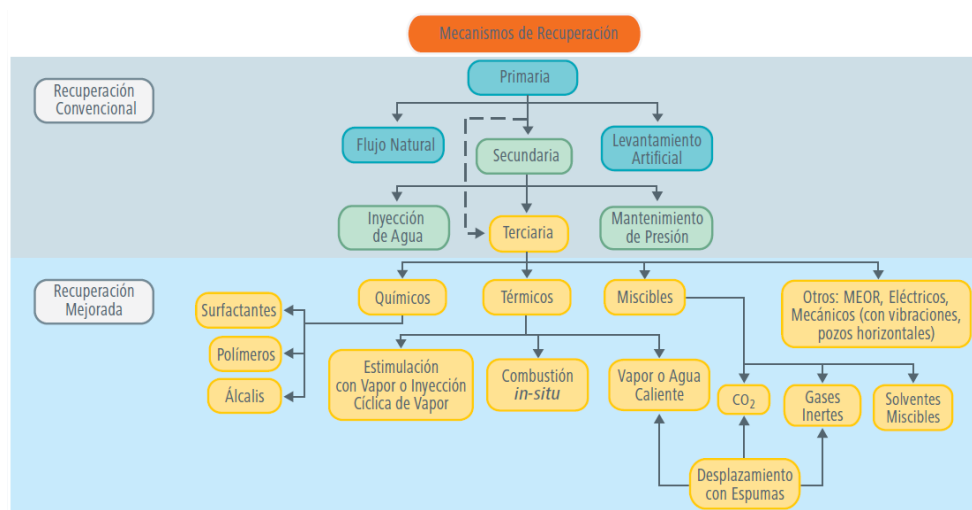 Mecanismos de Recuperación
Recuperación
Convencional
Primaria
Flujo Natural
Secundaria
Levantamiento
Artificial
Inyección
de Agua
Terciaria
Mantenimiento
de Presión
Recuperación
Mejorada
Químicos
Térmicos
Miscibles
Otros: MEOR, Eléctricos,
Mecánicos (con vibraciones,
pozos horizontales)
Surfactantes
Polímeros
Álcalis
Estimulación
con Vapor o Inyección
Cíclica de Vapor
Combustión
in-situ
Vapor o Agua
Caliente
CO₂
Gases
Inertes
Solventes
Miscibles
Desplazamiento
con Espumas